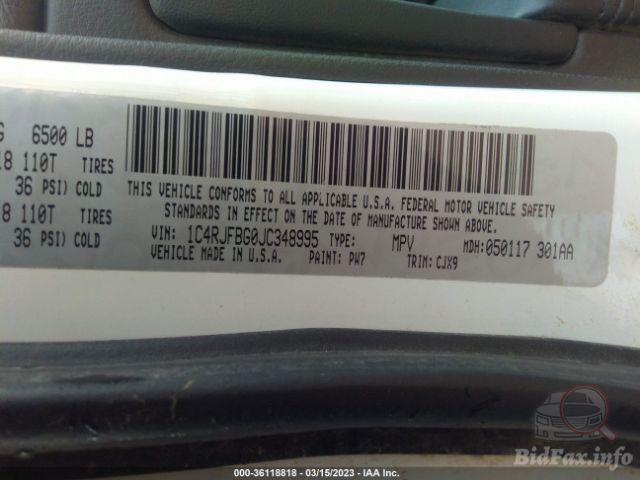 G 6500 LB
8 110T TIRES
36 PSI) COLD
8 110T TIRES
36 PSI) COLD
THIS VEHICLE CONFORMS TO ALL APPLICABLE U.S.A. FEDERAL MOTOR VEHICLE SAFETY
STANDARDS IN EFFECT ON THE DATE OF MANUFACTURE SHOWN ABOVE.
VIN: 1C4RJFBG0JC348995 TYPE: MPV MDH: 050117 301AA
VEHICLE MADE IN U.S.A. PAINT: PW7 TRIM: CJX9
BidFax.info
00-36118818 - 03/15/2023 - IAA Inc.